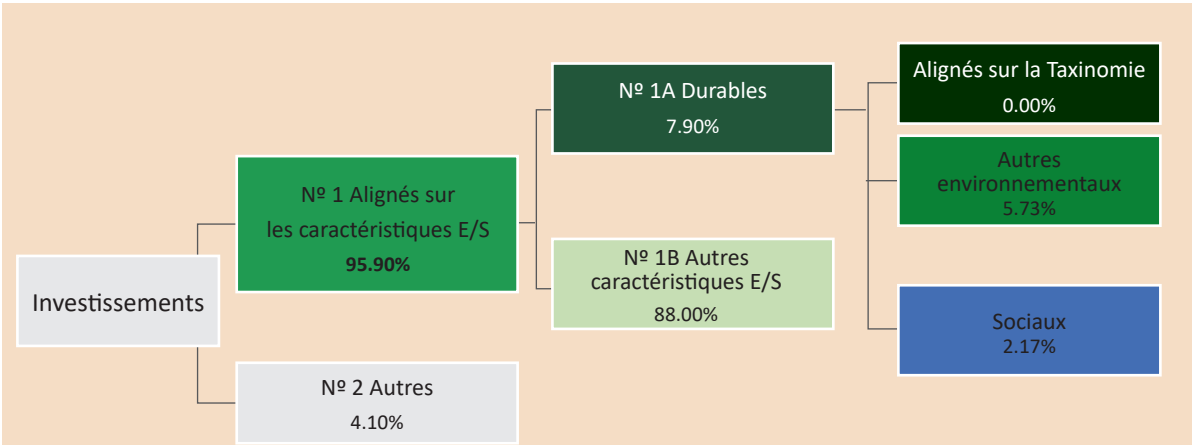 Investissements
Nº 1 Alignés sur
les caractéristiques E/S
95.90%
Nº 2 Autres
4.10%
Nº 1A Durables
7.90%
Nº 1B Autres
caractéristiques E/S
88.00%
Alignés sur la Taxinomie
0.00%
Autres
environnementaux
5.73%
Sociaux
2.17%